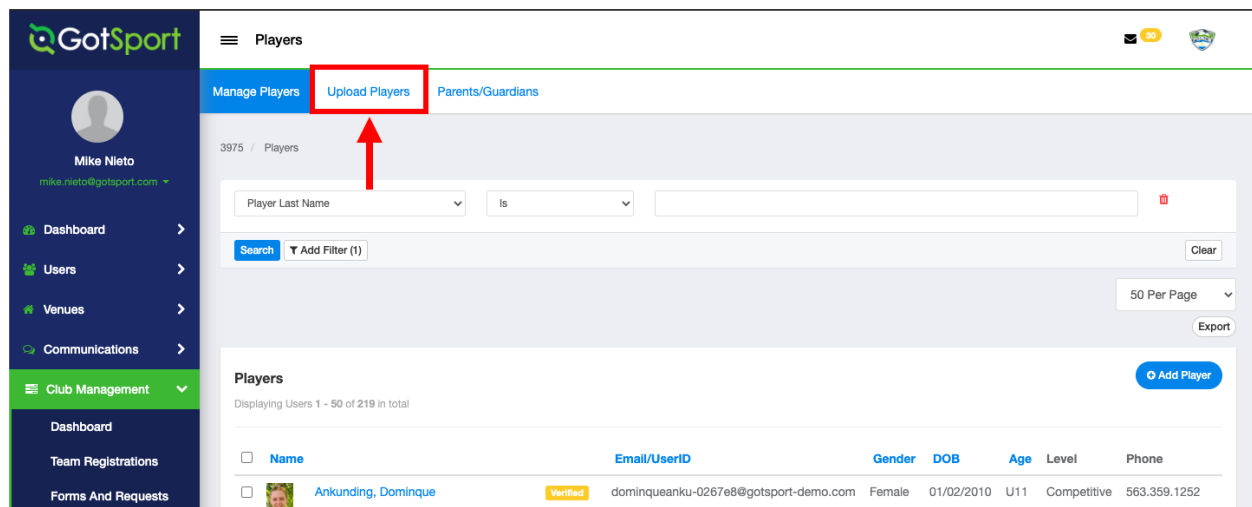 GotSport
Players
30
Manage Players
Upload Players
Parents/Guardians
3975 / Players
Mike Nieto
mike.nieto@gotsport.com
Player Last Name
Is
Search
Add Filter (1)
Clear
Dashboard
Users
Venues
Communications
Club Management
Dashboard
Team Registrations
Forms And Requests
50 Per Page
Export
Players
Add Player
Displaying Users 1 - 50 of 219 in total
Name Email/UserID Gender DOB Age Level Phone
Ankunding, Dominque Verified dominqueanku-0267e8@gotsport-demo.com Female 01/02/2010 U11 Competitive 563.359.1252